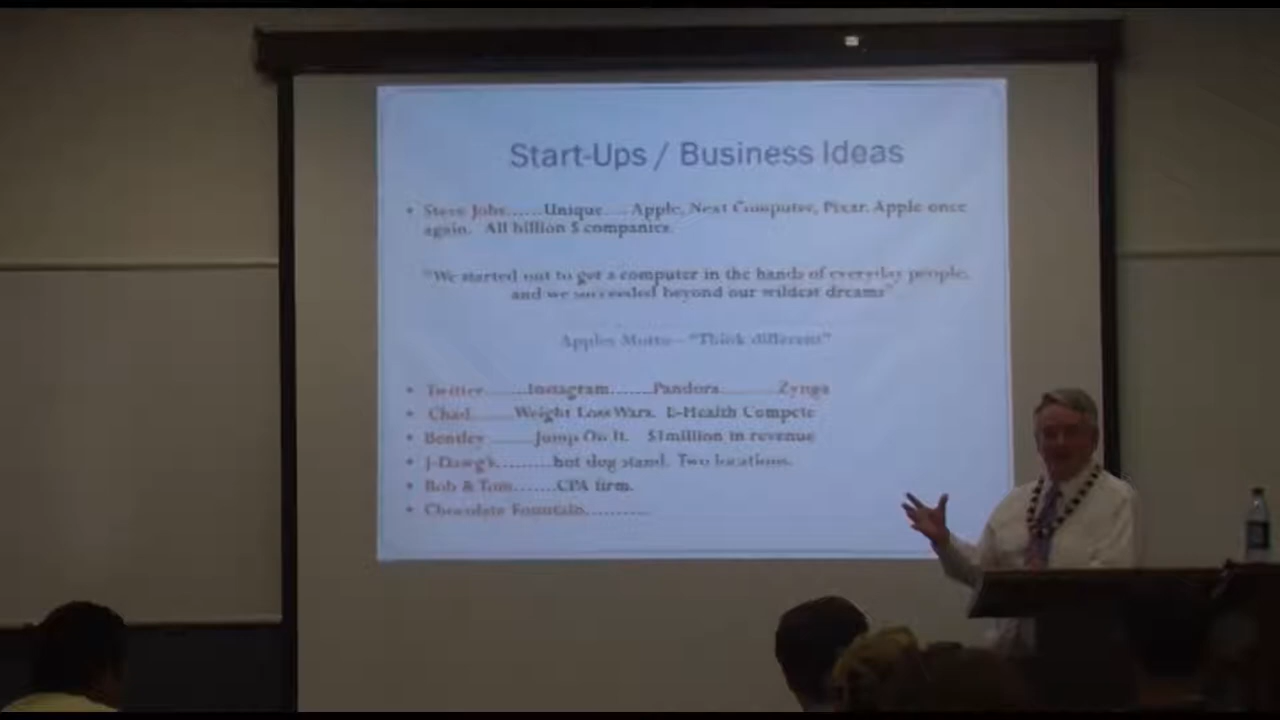 Start-Ups / Business Ideas
• Steve Jobs......Unique.....Apple, Next Computer, Pixar. Apple once
again. All billion $ companies.
"We started out to get a computer in the hands of everyday people,
and we succeeded beyond our wildest dreams"
Apples Motto – "Think different"
• Twitter.........Instagram.......Pandora..........Zynga
• Chad.........Weight Loss Wars. E-Health Compete
• Bentley .........Jump On It. $1million in revenue
• J-Dawg's..........hot dog stand. Two locations.
• Bob & Tom.......CPA firm.
• Chocolate Fountain...........